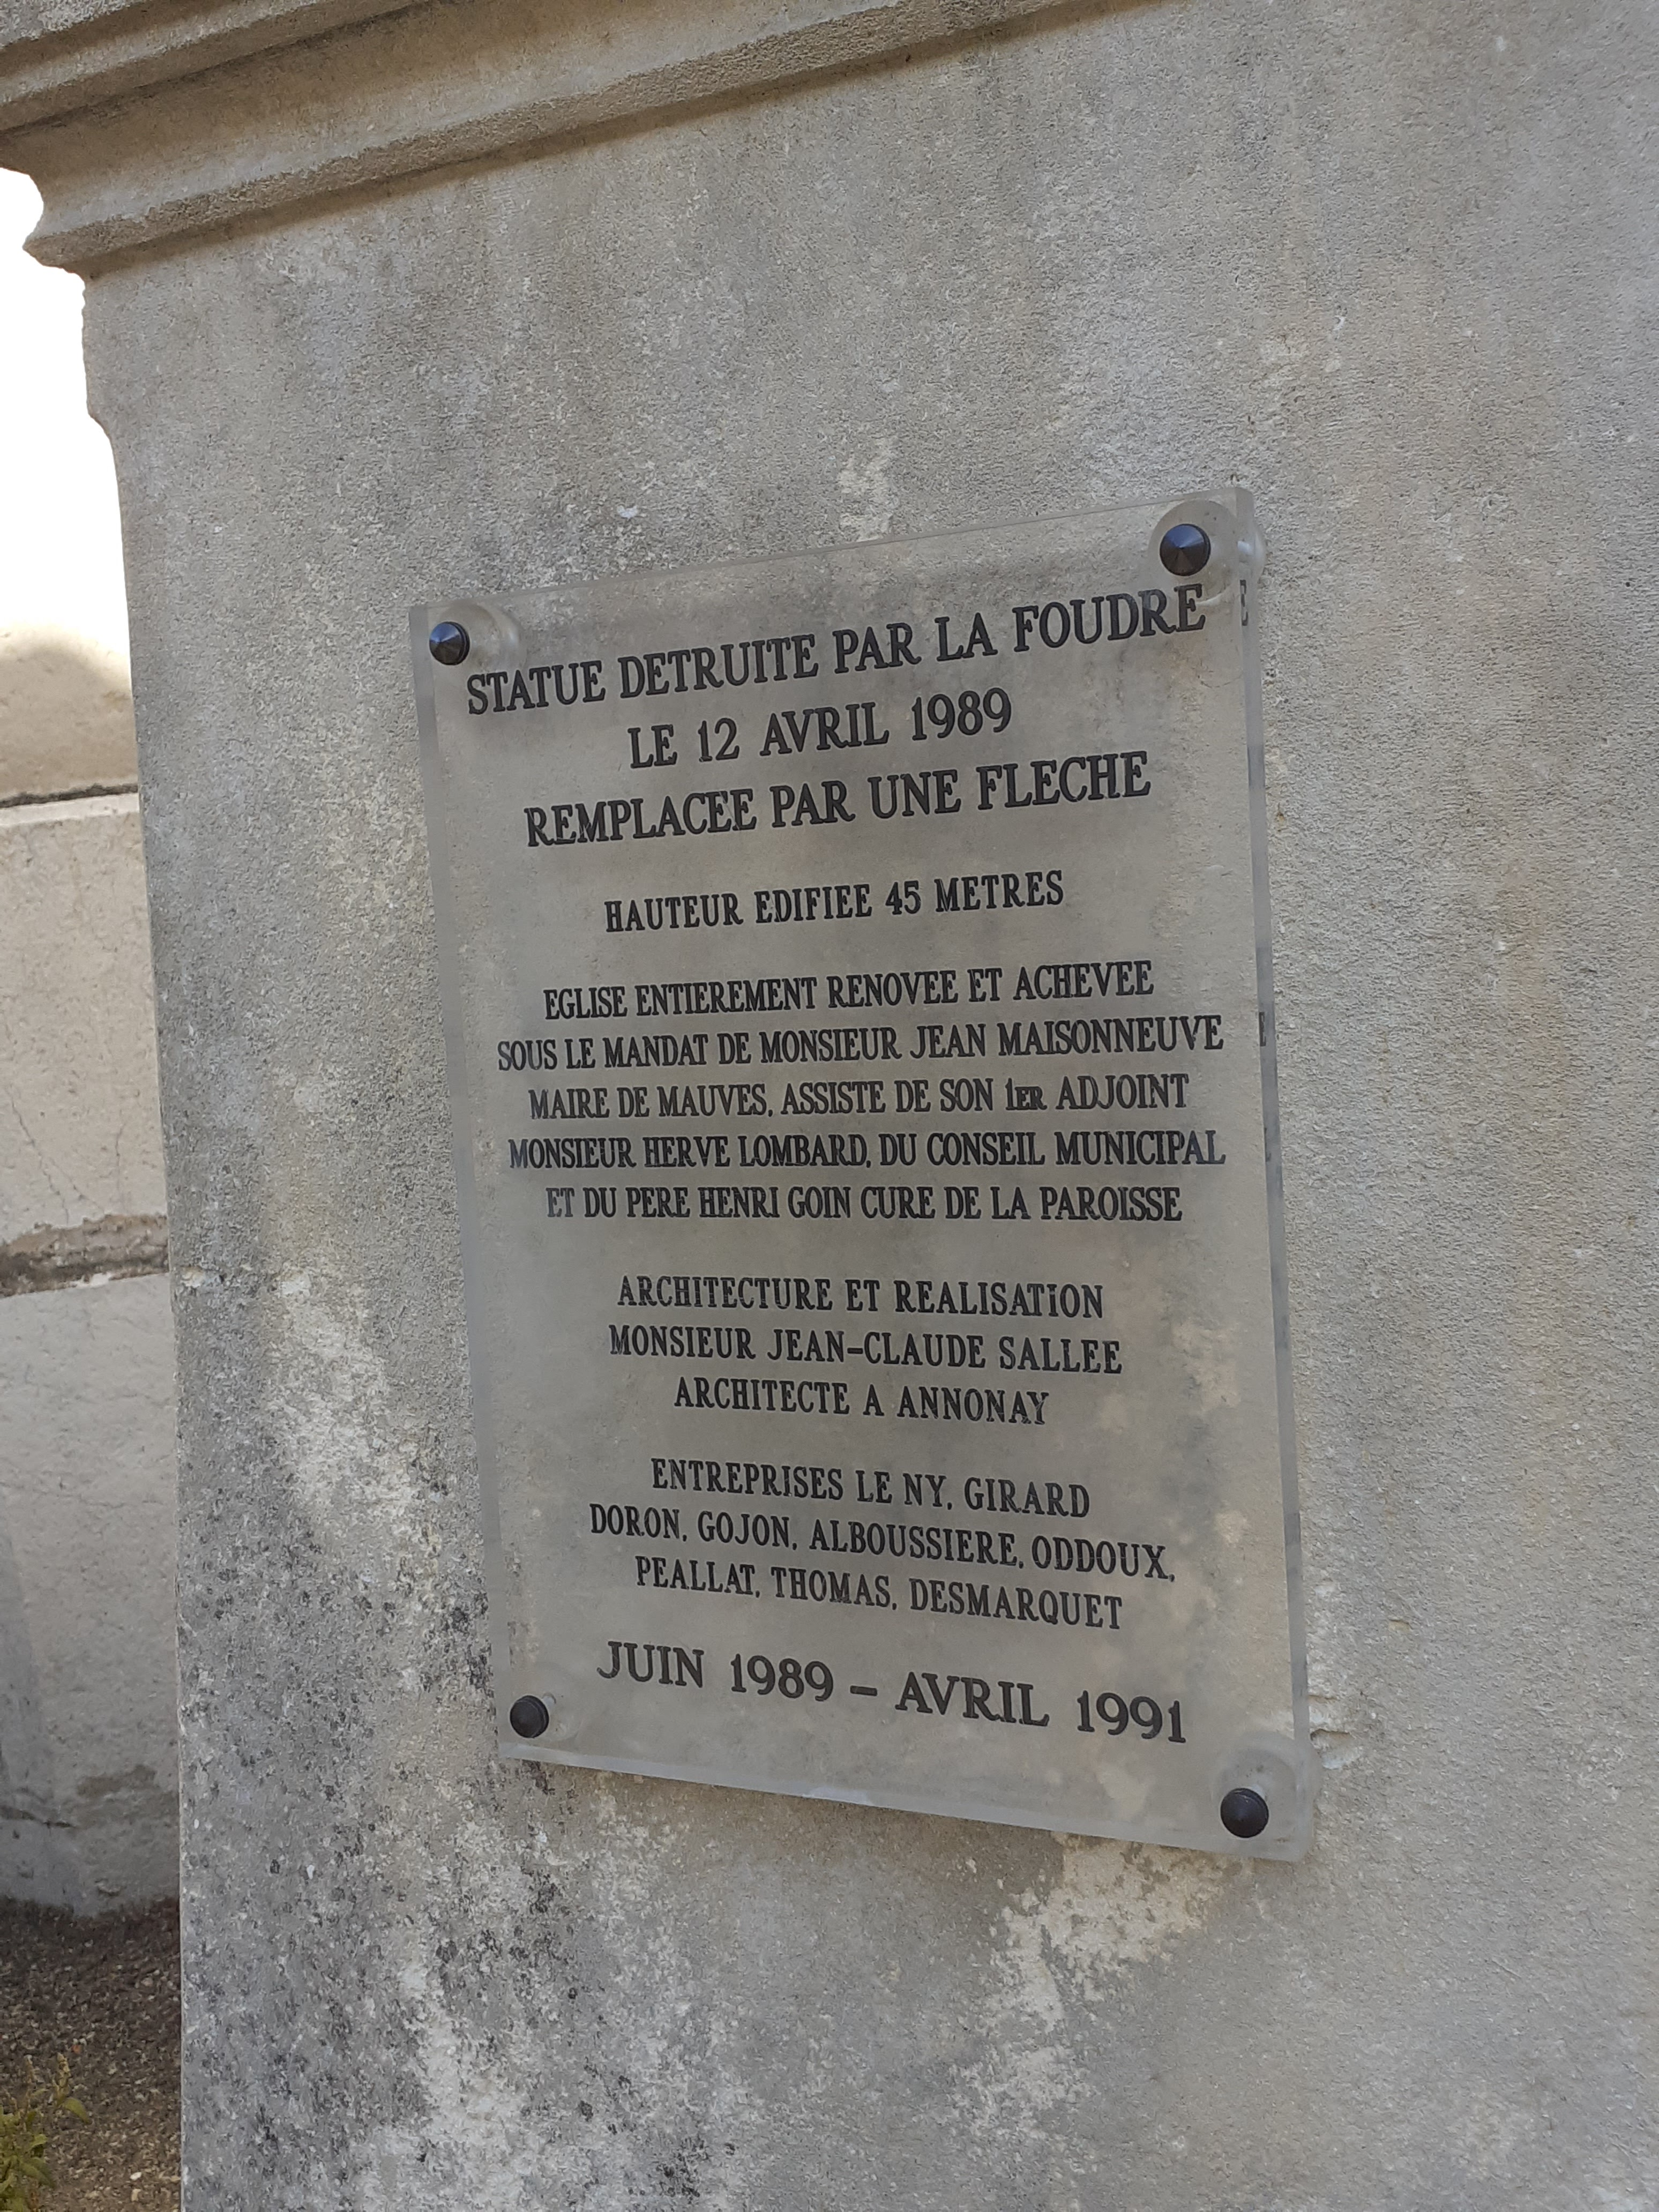 STATUE DETRUITE PAR LA FOUDRE
LE 12 AVRIL 1989
REMPLACEE PAR UNE FLECHE
HAUTEUR EDIFIEE 45 METRES
EGLISE ENTIEREMENT RENOVEE ET ACHEVEE
SOUS LE MANDAT DE MONSIEUR JEAN MAISONNEUVE
MAIRE DE MAUVES, ASSISTE DE SON 1ER ADJOINT
MONSIEUR HERVE LOMBARD, DU CONSEIL MUNICIPAL
ET DU PERE HENRI GOIN CURE DE LA PAROISSE
ARCHITECTURE ET REALISATION
MONSIEUR JEAN-CLAUDE SALLEE
ARCHITECTE A ANNONAY
ENTREPRISES LE NY, GIRARD
DORON, GOJON, ALBOUSSIERE, ODDOUX,
PEALLAT, THOMAS, DESMARQUET
JUIN 1989 – AVRIL 1991